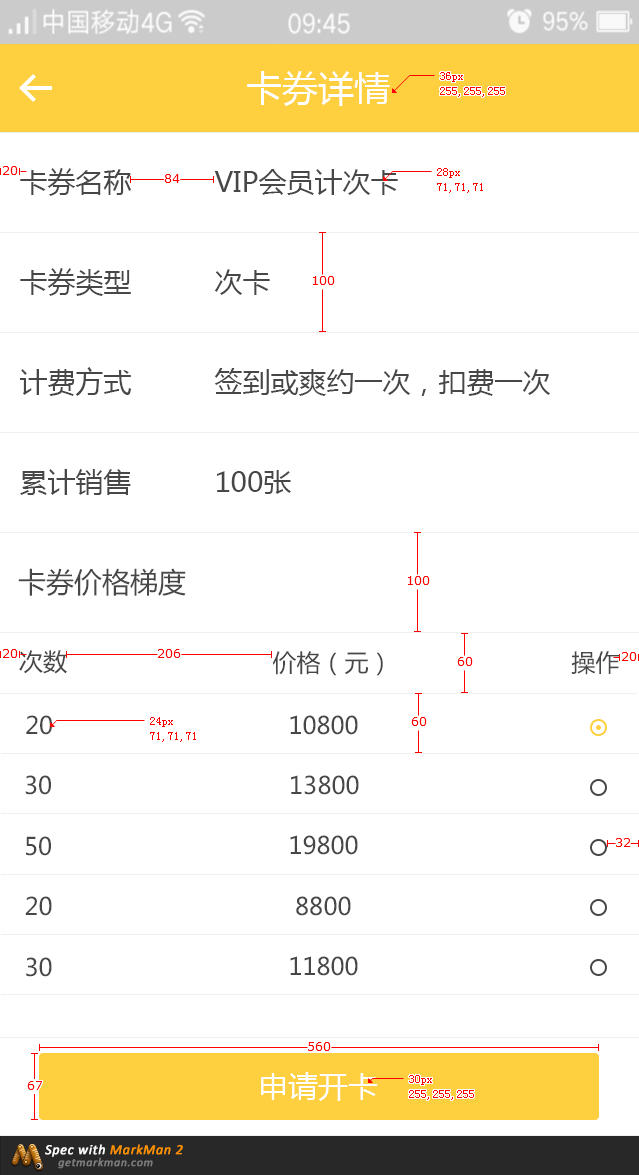 中国移动4G 09:45 95%
卡券详情 36px
255, 255, 255
20 卡券名称 84 VIP会员计次卡 28px
71, 71, 71
卡券类型 次卡 100
计费方式 签到或爽约一次，扣费一次
累计销售 100张
卡券价格梯度 100
20 次数 206 价格（元） 60 操作 20
20 24px 10800 60
71, 71, 71
30 13800
50 19800 32
20 8800
30 11800
560
67 申请开卡 30px
255, 255, 255
Spec with MarkMan 2
getmarkman.com